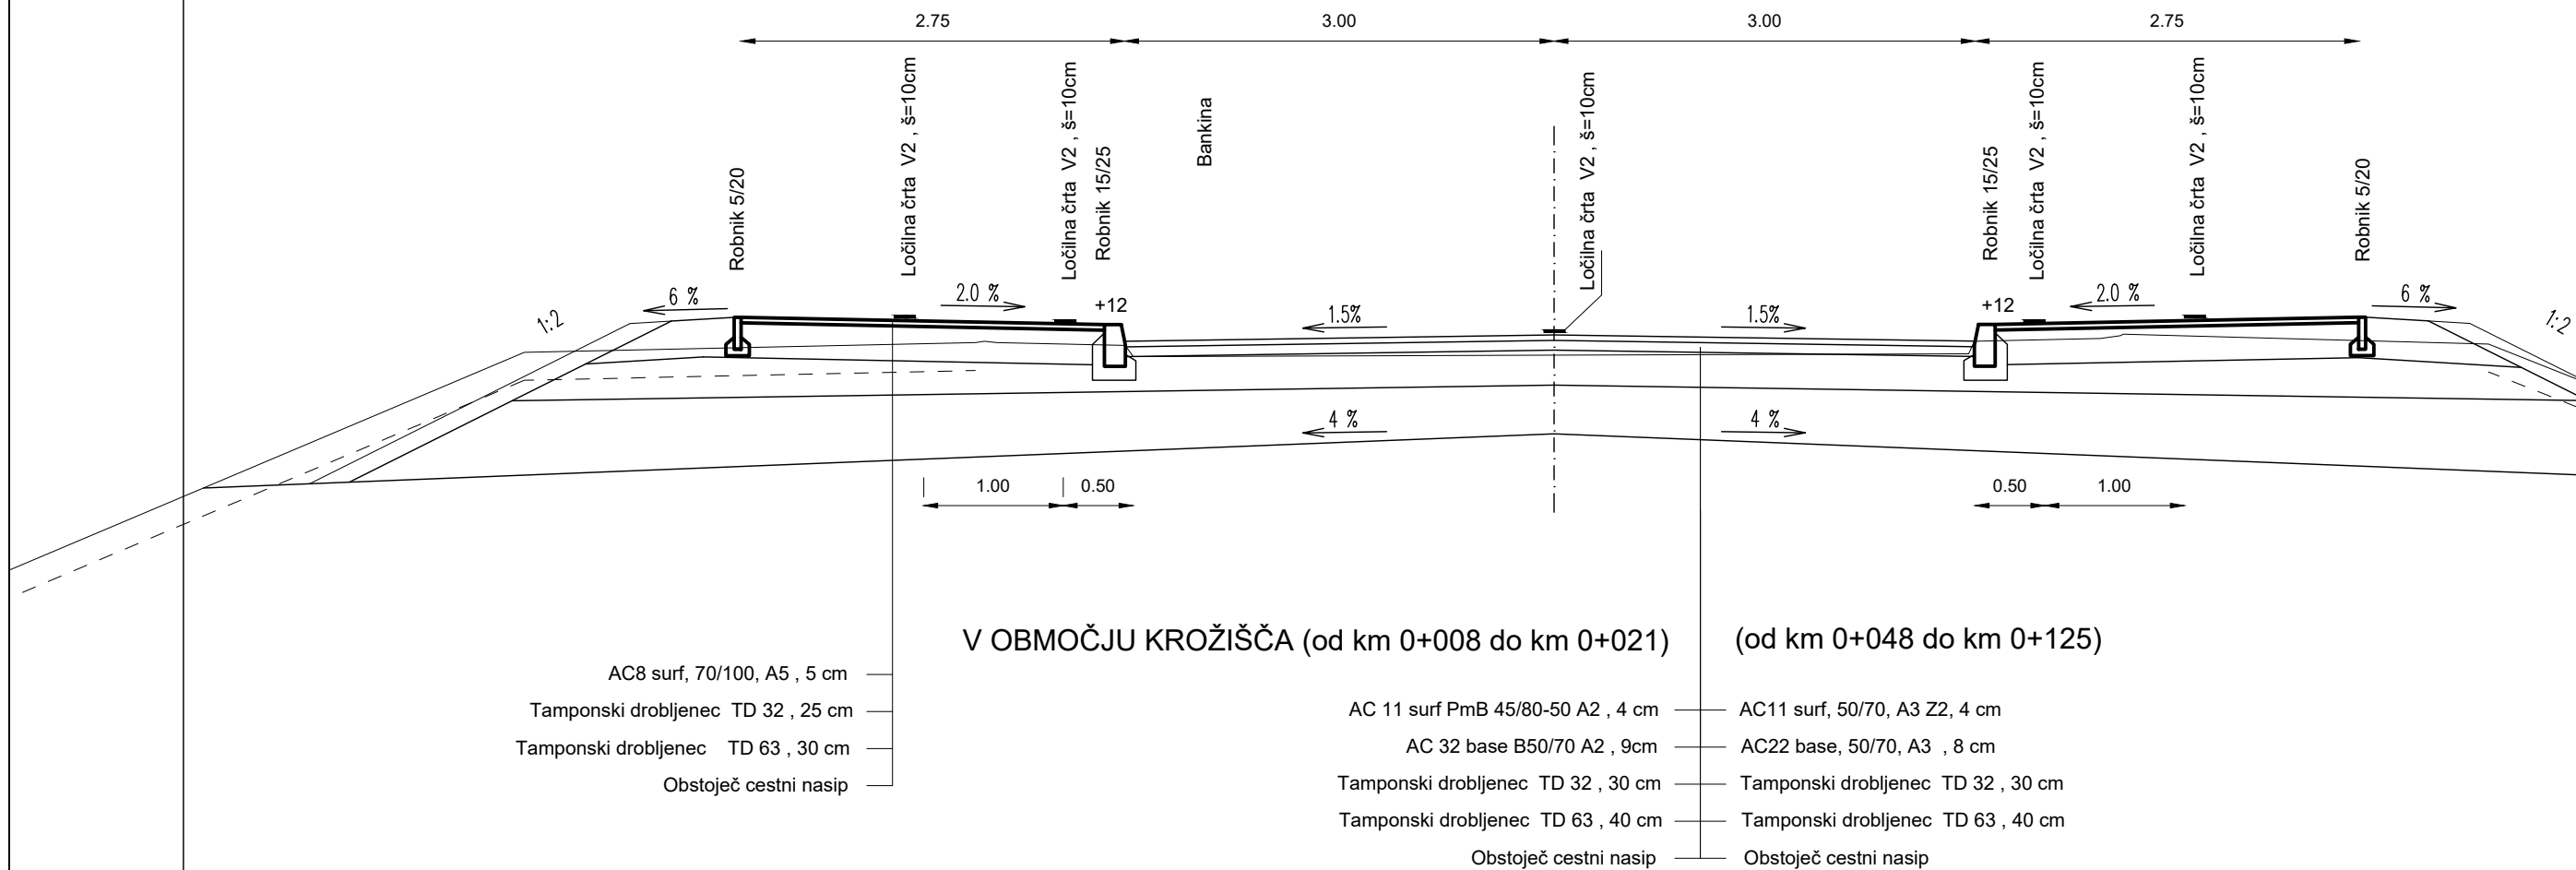 2.75
3.00
3.00
2.75
Robnik 5/20
Ločilna črta V2 , š=10cm
Ločilna črta V2 , š=10cm
Robnik 15/25
Bankina
Ločilna črta V2 , š=10cm
Robnik 15/25
Ločilna črta V2 , š=10cm
Ločilna črta V2 , š=10cm
Robnik 5/20
1:2
6 %
2.0 %
+12
1.5%
1.5%
+12
2.0 %
6 %
1:2
4 %
4 %
1.00
0.50
0.50
1.00
V OBMOČJU KROŽIŠČA (od km 0+008 do km 0+021)
(od km 0+048 do km 0+125)
AC8 surf, 70/100, A5 , 5 cm
Tamponski drobljenec TD 32 , 25 cm
Tamponski drobljenec TD 63 , 30 cm
Obstoječ cestni nasip
AC 11 surf PmB 45/80-50 A2 , 4 cm
AC 32 base B50/70 A2 , 9cm
Tamponski drobljenec TD 32 , 30 cm
Tamponski drobljenec TD 63 , 40 cm
Obstoječ cestni nasip
AC11 surf, 50/70, A3 Z2, 4 cm
AC22 base, 50/70, A3 , 8 cm
Tamponski drobljenec TD 32 , 30 cm
Tamponski drobljenec TD 63 , 40 cm
Obstoječ cestni nasip